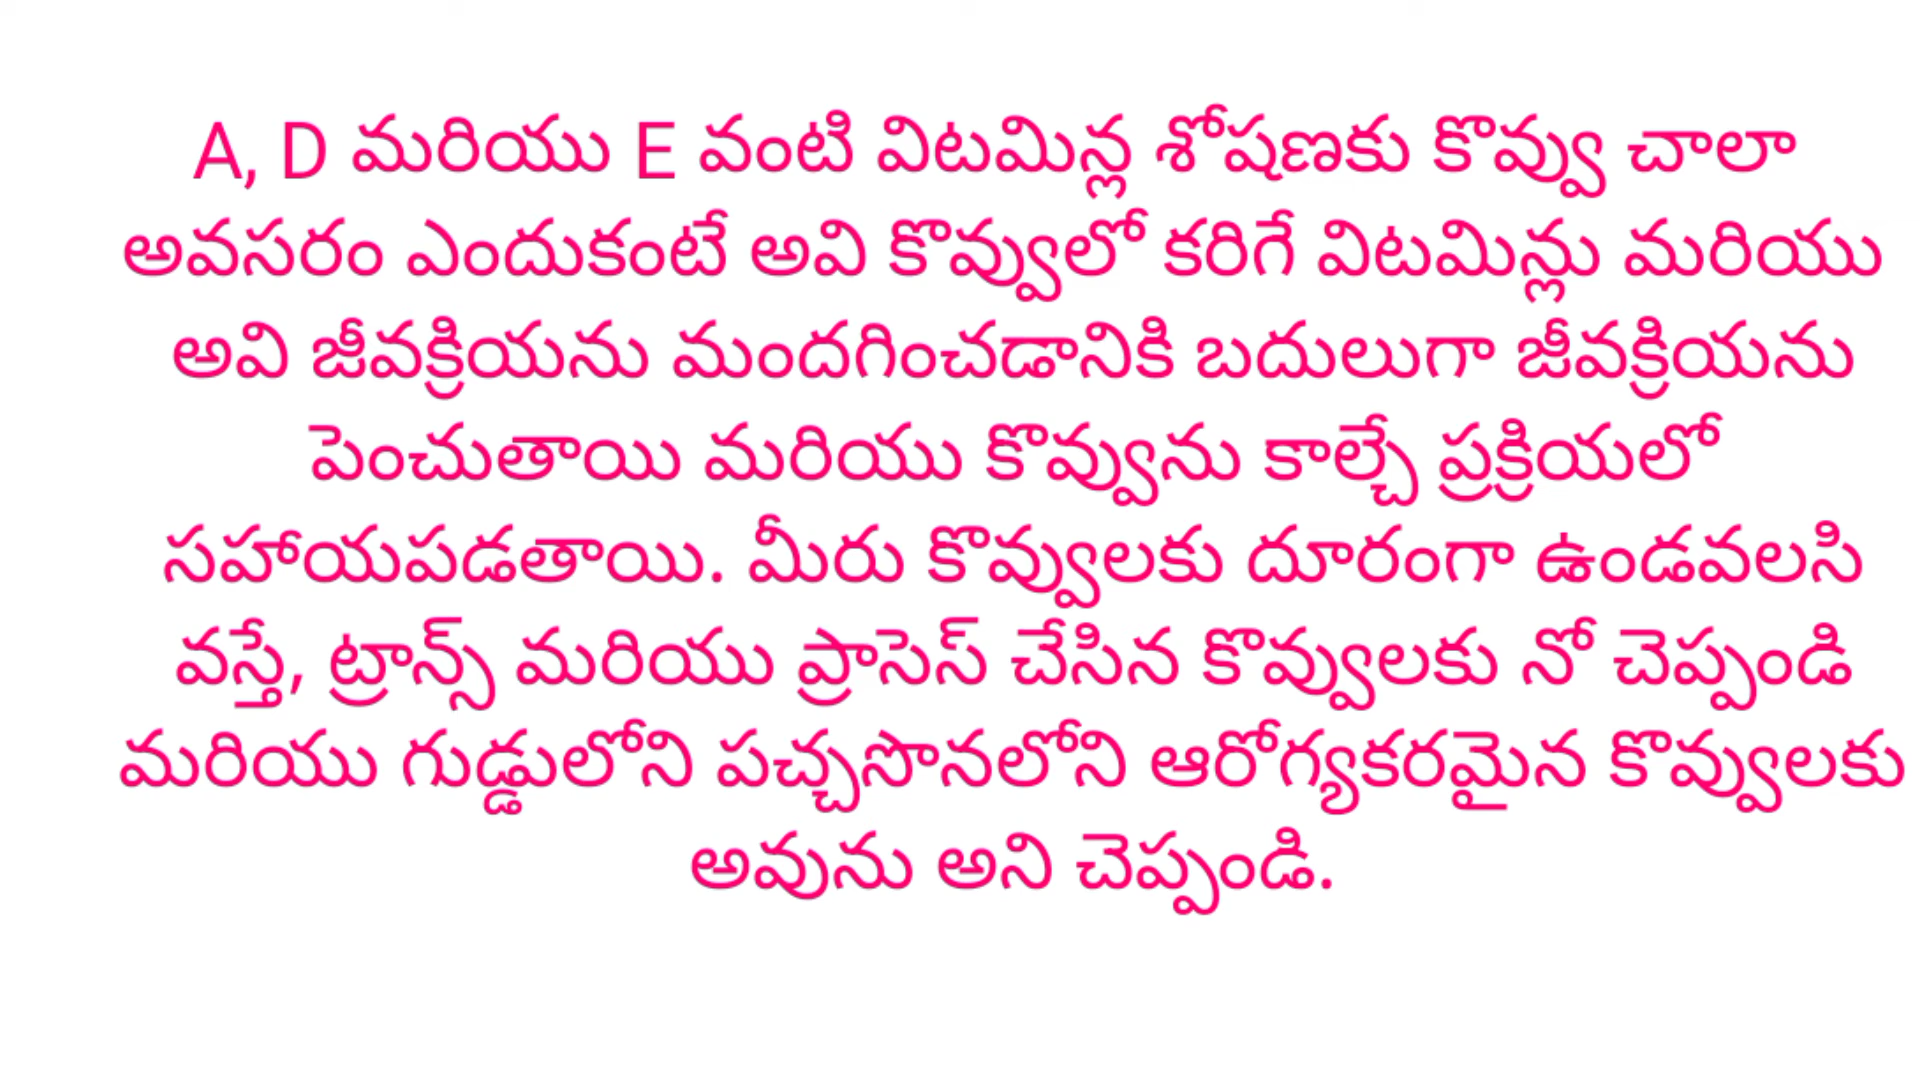 A, D మరియు E వంటి విటమిన్ల శోషణకు కొవ్వు చాలా
అవసరం ఎందుకంటే అవి కొవ్వులో కరిగే విటమిన్లు మరియు
అవి జీవక్రియను మందగించడానికి బదులుగా జీవక్రియను
పెంచుతాయి మరియు కొవ్వును కాల్చే ప్రక్రియలో
సహాయపడతాయి. మీరు కొవ్వులకు దూరంగా ఉండవలసి
వస్తే, ట్రాన్స్ మరియు ప్రాసెస్ చేసిన కొవ్వులకు నో చెప్పండి
మరియు గుడ్డులోని పచ్చసొనలోని ఆరోగ్యకరమైన కొవ్వులకు
అవును అని చెప్పండి.